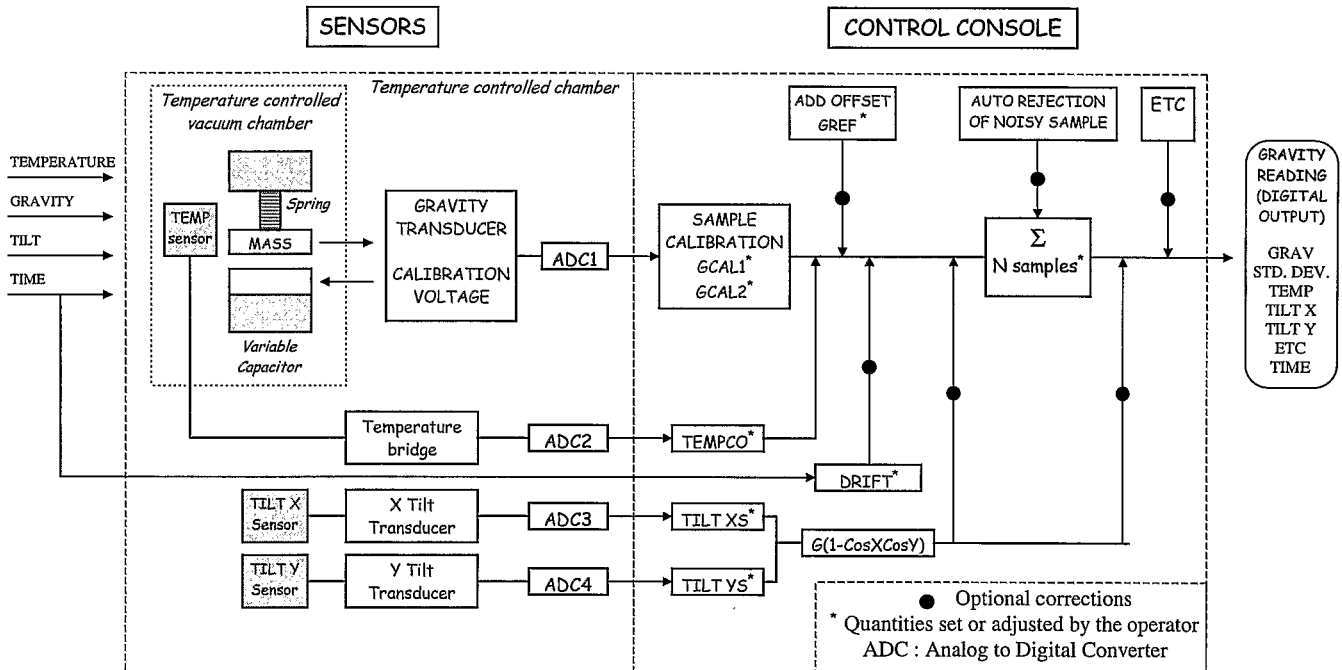 SENSORS
CONTROL CONSOLE
Temperature controlled
vacuum chamber
Temperature controlled chamber
TEMPERATURE
GRAVITY
TILT
TIME
TEMP
sensor
Spring
MASS
Variable
Capacitor
GRAVITY
TRANSDUCER
CALIBRATION
VOLTAGE
ADC1
SAMPLE
CALIBRATION
GCAL1*
GCAL2*
ADD OFFSET
GREF*
AUTO REJECTION
OF NOISY SAMPLE
ETC
Σ
N samples*
GRAVITY
READING
(DIGITAL
OUTPUT)
GRAV
STD. DEV.
TEMP
TILT X
TILT Y
ETC
TIME
Temperature
bridge
ADC2
TEMPCO*
DRIFT*
TILT X
Sensor
X Tilt
Transducer
ADC3
TILT XS*
G(1-CosXCosY)
TILT Y
Sensor
Y Tilt
Transducer
ADC4
TILT YS*
Optional corrections
* Quantities set or adjusted by the operator
ADC : Analog to Digital Converter